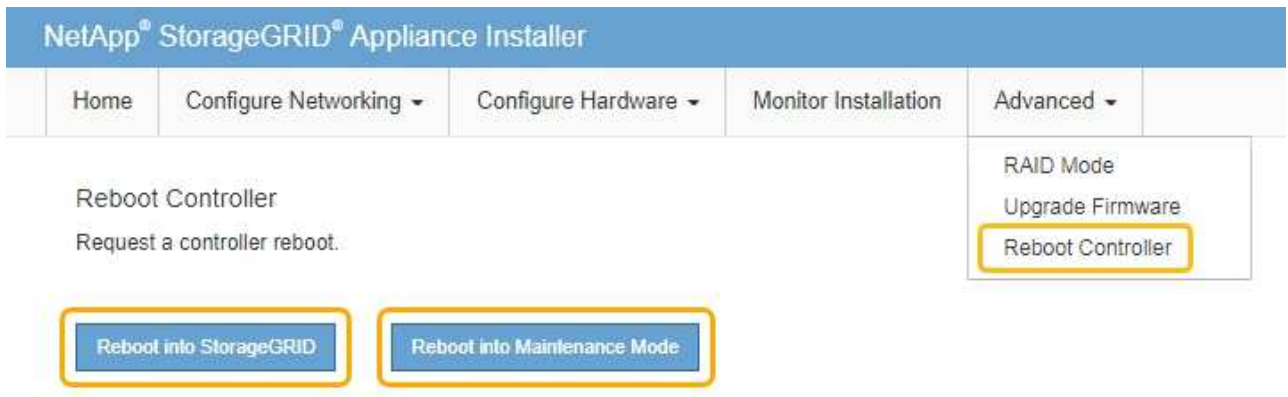 NetApp® StorageGRID® Appliance Installer
Home Configure Networking Configure Hardware Monitor Installation Advanced
RAID Mode
Upgrade Firmware
Reboot Controller
Reboot Controller
Request a controller reboot.
Reboot into StorageGRID Reboot into Maintenance Mode